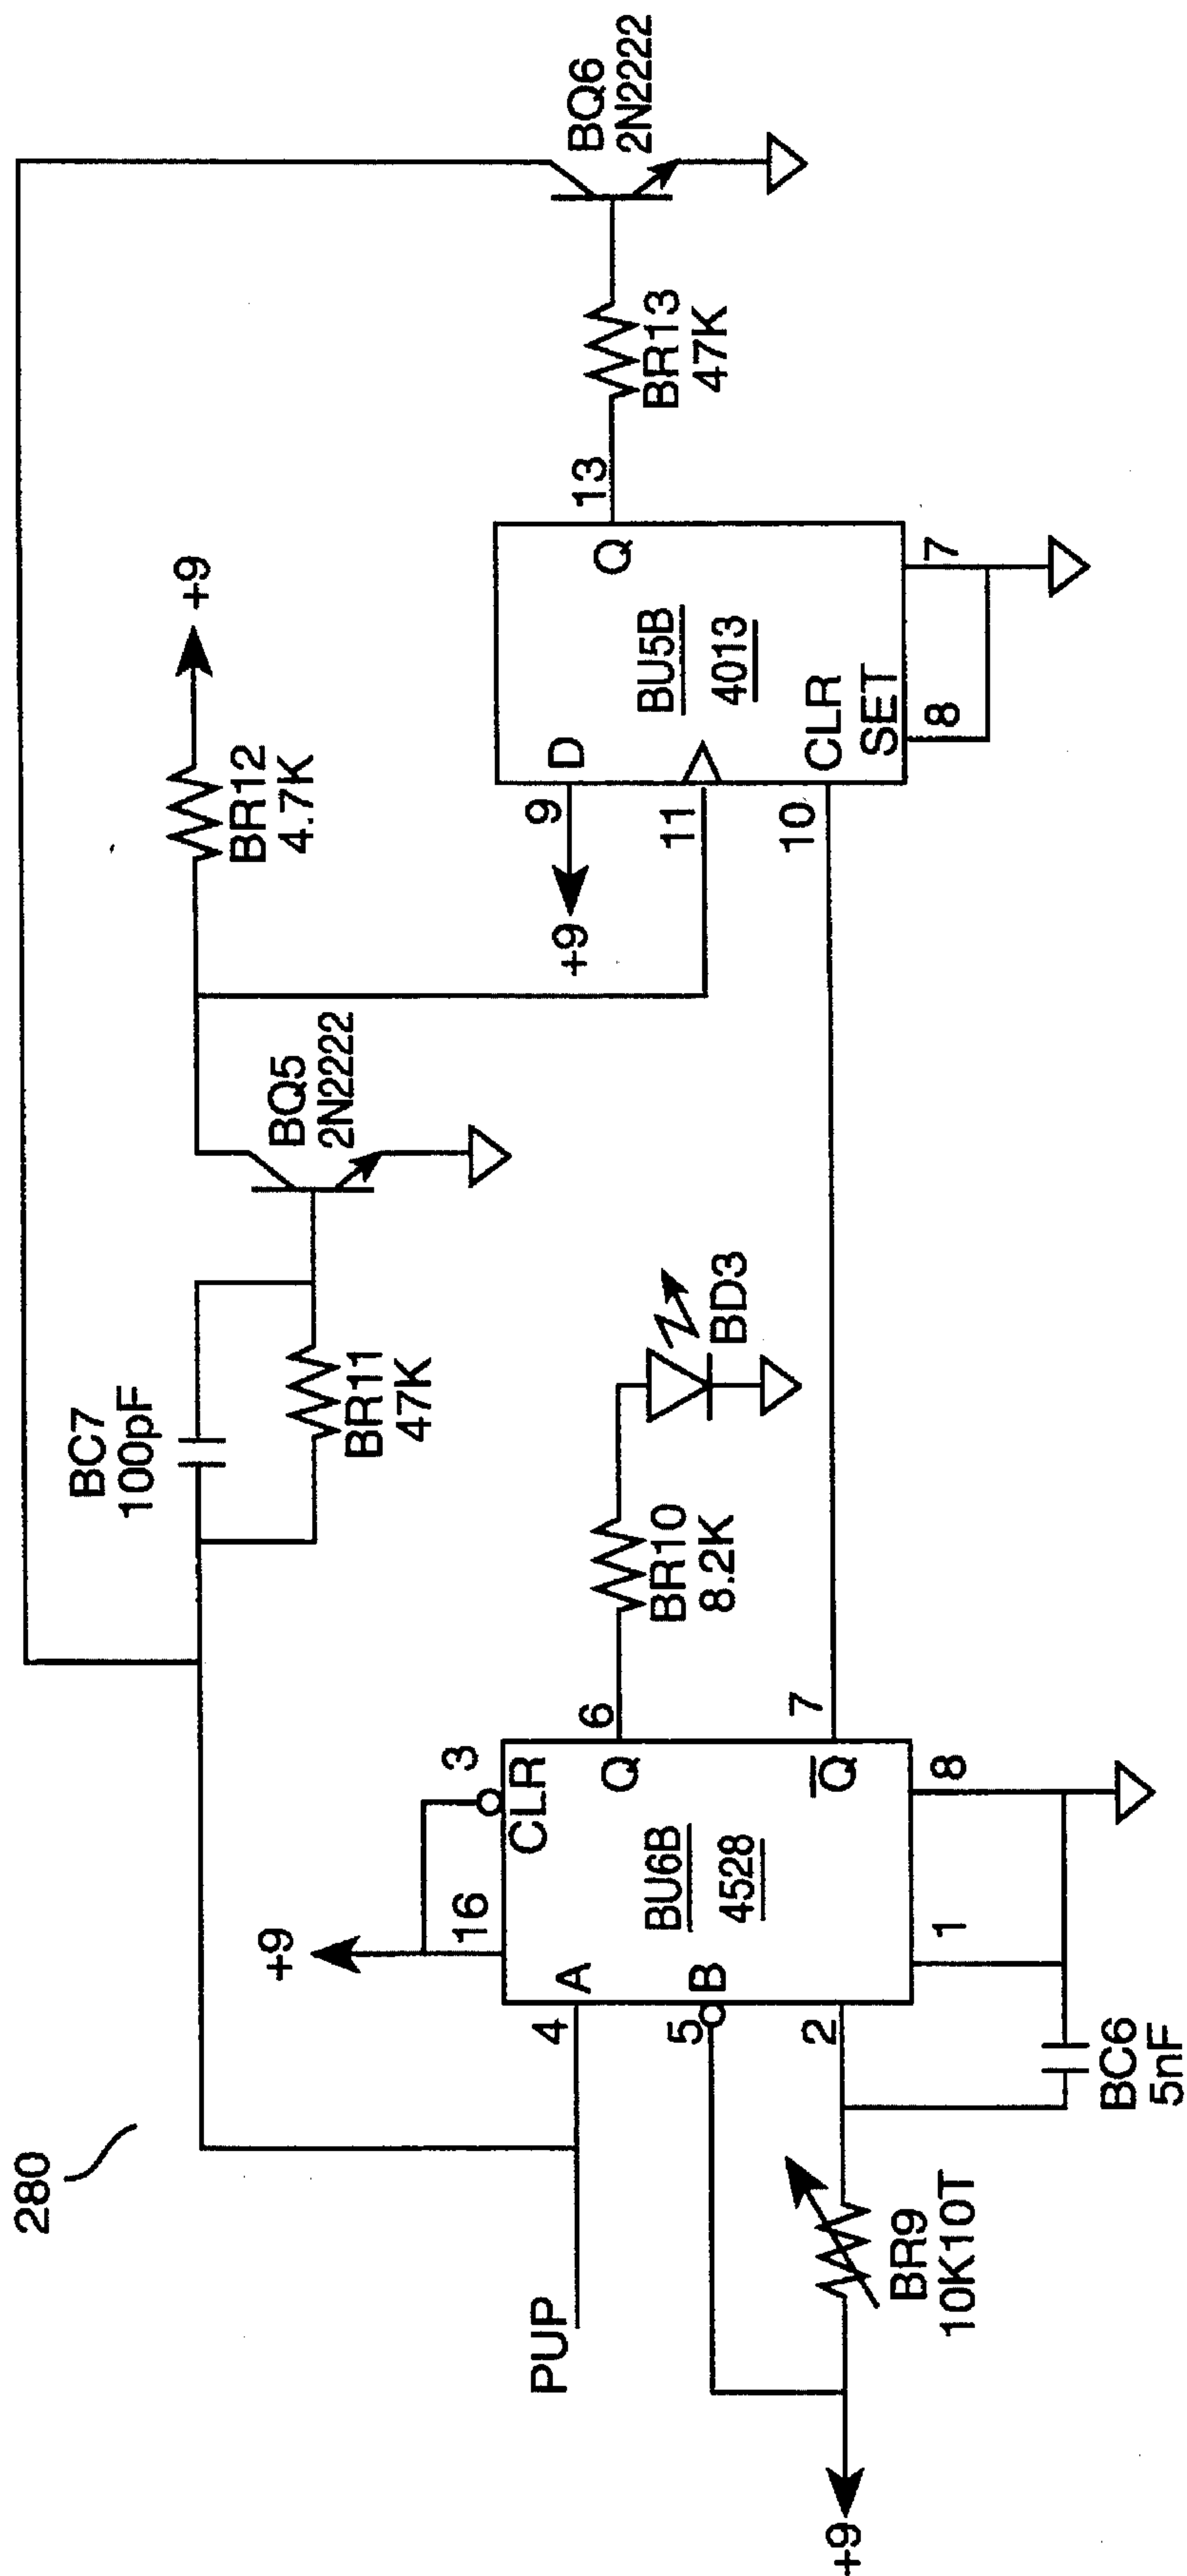 280
PUP
+9
BR9
10K10T
BC6
5nF
+9
4
A
5
B
2
16
3
CLR
BU6B
4528
1
8
6
Q
7
Q
BR10
8.2K
BD3
BC7
100pF
BR11
47K
BQ5
2N2222
BR12
4.7K
+9
+9
9
D
11
10
CLR
SET
8
7
BU5B
4013
Q
13
BR13
47K
BQ6
2N2222